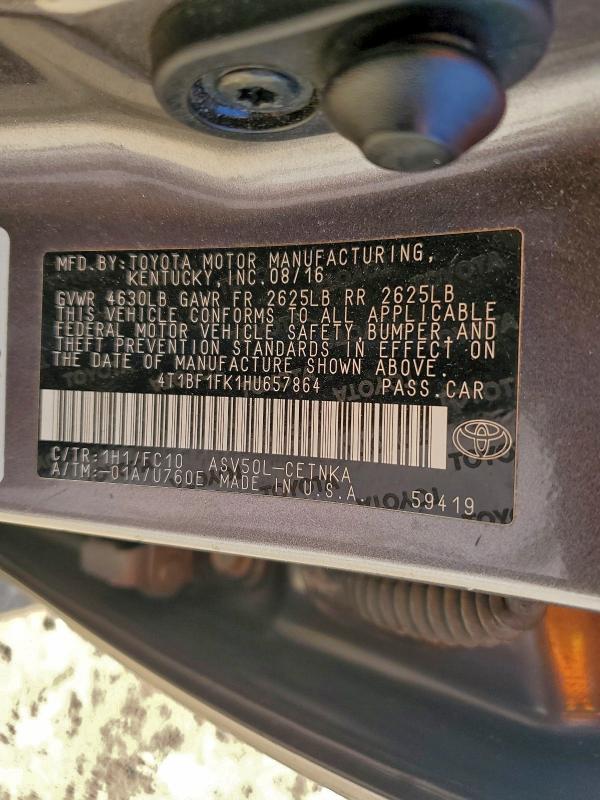 MFD.BY:TOYOTA MOTOR MANUFACTURING,
KENTUCKY,INC.08/16
GVWR 4630LB GAWR FR 2625LB RR 2625LB
THIS VEHICLE CONFORMS TO ALL APPLICABLE
FEDERAL MOTOR VEHICLE SAFETY,BUMPER,AND
THEFT PREVENTION STANDARDS IN EFFECT ON
THE DATE OF MANUFACTURE SHOWN ABOVE.
4T1BF1FK1HU657864 PASS.CAR
C/TR:1H1/FC10 ASV50L-CETNKA
A/TM:-01A/U760E MADE IN U.S.A. 59419